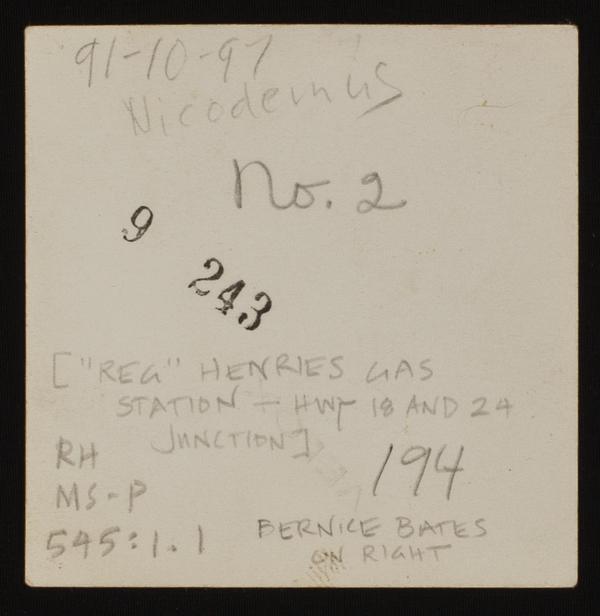 91-10-97
Nicodemus
No. 2
9
243
["REG" HENRIES GAS
STATION — HWY 18 AND 24
JUNCTION]
RH
MS-P
545:1.1
194
BERNICE BATES
ON RIGHT